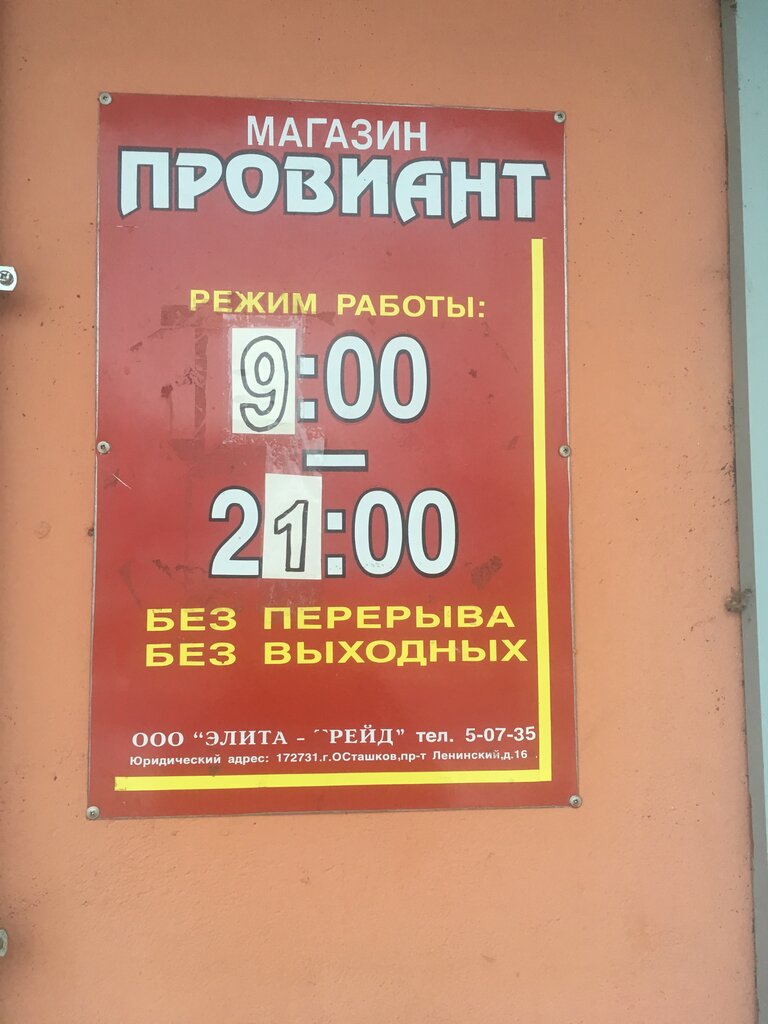 МАГАЗИН
ПРОВИАНТ
РЕЖИМ РАБОТЫ:
9:00
—
21:00
БЕЗ ПЕРЕРЫВА
БЕЗ ВЫХОДНЫХ
ООО "ЭЛИТА - ТРЕЙД" тел. 5-07-35
Юридический адрес: 172731.г.ОСташков,пр-т Ленинский,д.16